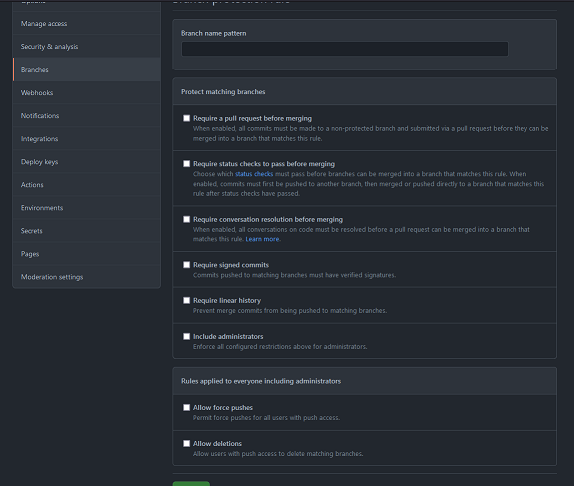 Options
Branch protection rule
Manage access
Security & analysis
Branches
Webhooks
Notifications
Integrations
Deploy keys
Actions
Environments
Secrets
Pages
Moderation settings
Branch name pattern
Protect matching branches
Require a pull request before merging
When enabled, all commits must be made to a non-protected branch and submitted via a pull request before they can be
merged into a branch that matches this rule.
Require status checks to pass before merging
Choose which status checks must pass before branches can be merged into a branch that matches this rule. When
enabled, commits must first be pushed to another branch, then merged or pushed directly to a branch that matches this
rule after status checks have passed.
Require conversation resolution before merging
When enabled, all conversations on code must be resolved before a pull request can be merged into a branch that
matches this rule. Learn more.
Require signed commits
Commits pushed to matching branches must have verified signatures.
Require linear history
Prevent merge commits from being pushed to matching branches.
Include administrators
Enforce all configured restrictions above for administrators.
Rules applied to everyone including administrators
Allow force pushes
Permit force pushes for all users with push access.
Allow deletions
Allow users with push access to delete matching branches.